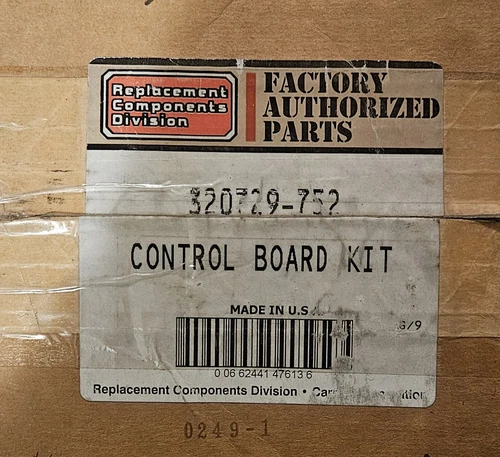 Replacement
Components
Division
FACTORY
AUTHORIZED
PARTS
320729-752
CONTROL BOARD KIT
MADE IN U.S.
G/9
0 06 62441 47613 6
Replacement Components Division •
0249-1